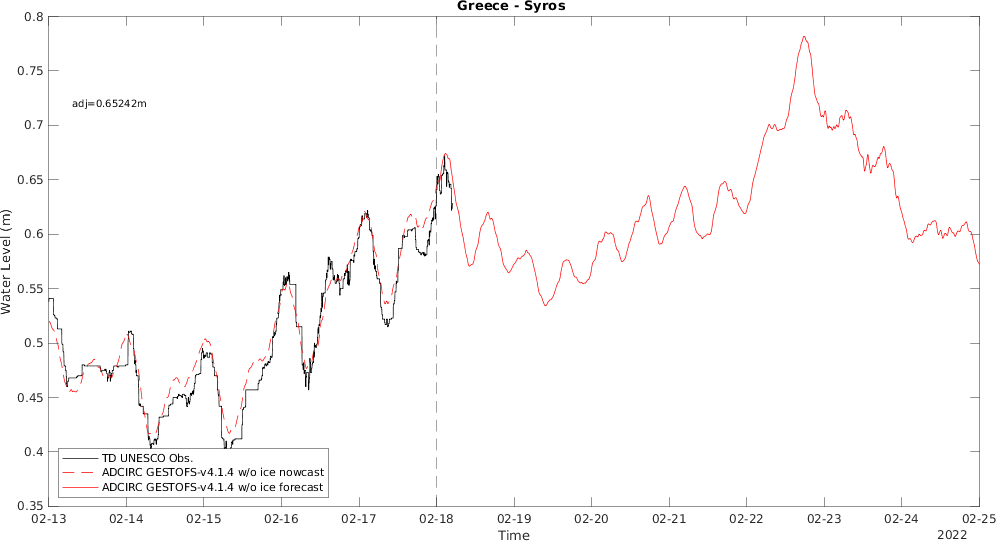 Greece - Syros
0.8
0.75
0.7
0.65
0.6
0.55
0.5
0.45
0.4
0.35
Water Level (m)
adj=0.65242m
TD UNESCO Obs.
ADCIRC GESTOFS-v4.1.4 w/o ice nowcast
ADCIRC GESTOFS-v4.1.4 w/o ice forecast
02-13 02-14 02-15 02-16 02-17 02-18 02-19 02-20 02-21 02-22 02-23 02-24 02-25
Time
2022